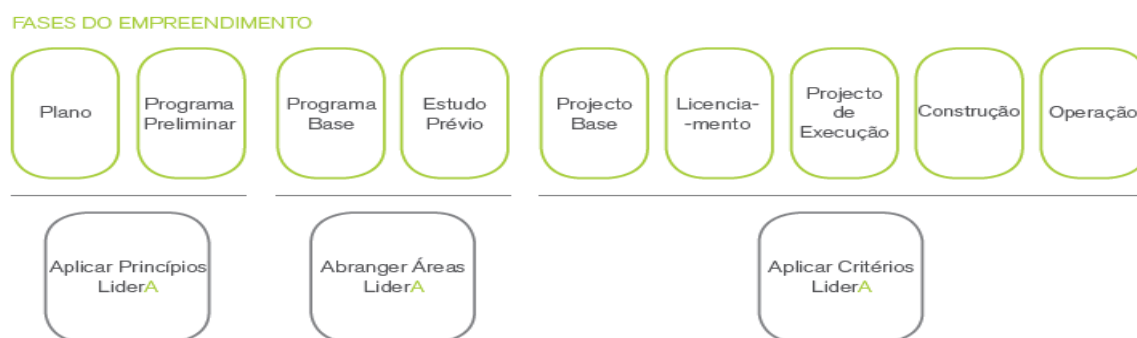 FASES DO EMPREENDIMENTO
Plano
Programa
Preliminar
Programa
Base
Estudo
Prévio
Projecto
Base
Licencia-
-mento
Projecto
de
Execução
Construção
Operação
Aplicar Princípios
LiderA
Abranger Áreas
LiderA
Aplicar Critérios
LiderA